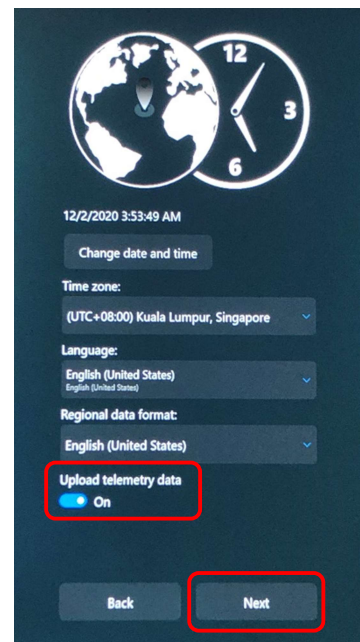 12
3
6
12/2/2020 3:53:49 AM
Change date and time
Time zone:
(UTC+08:00) Kuala Lumpur, Singapore
Language:
English (United States)
English (United States)
Regional data format:
English (United States)
Upload telemetry data
On
Back Next